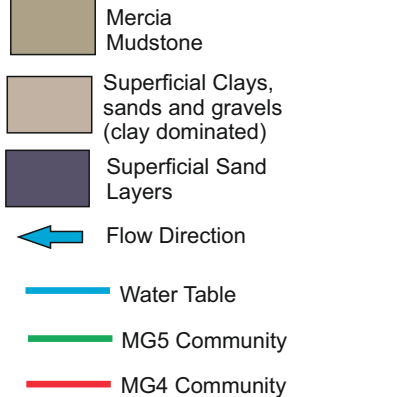 Mercia
Mudstone
Superficial Clays,
sands and gravels
(clay dominated)
Superficial Sand
Layers
Flow Direction
Water Table
MG5 Community
MG4 Community